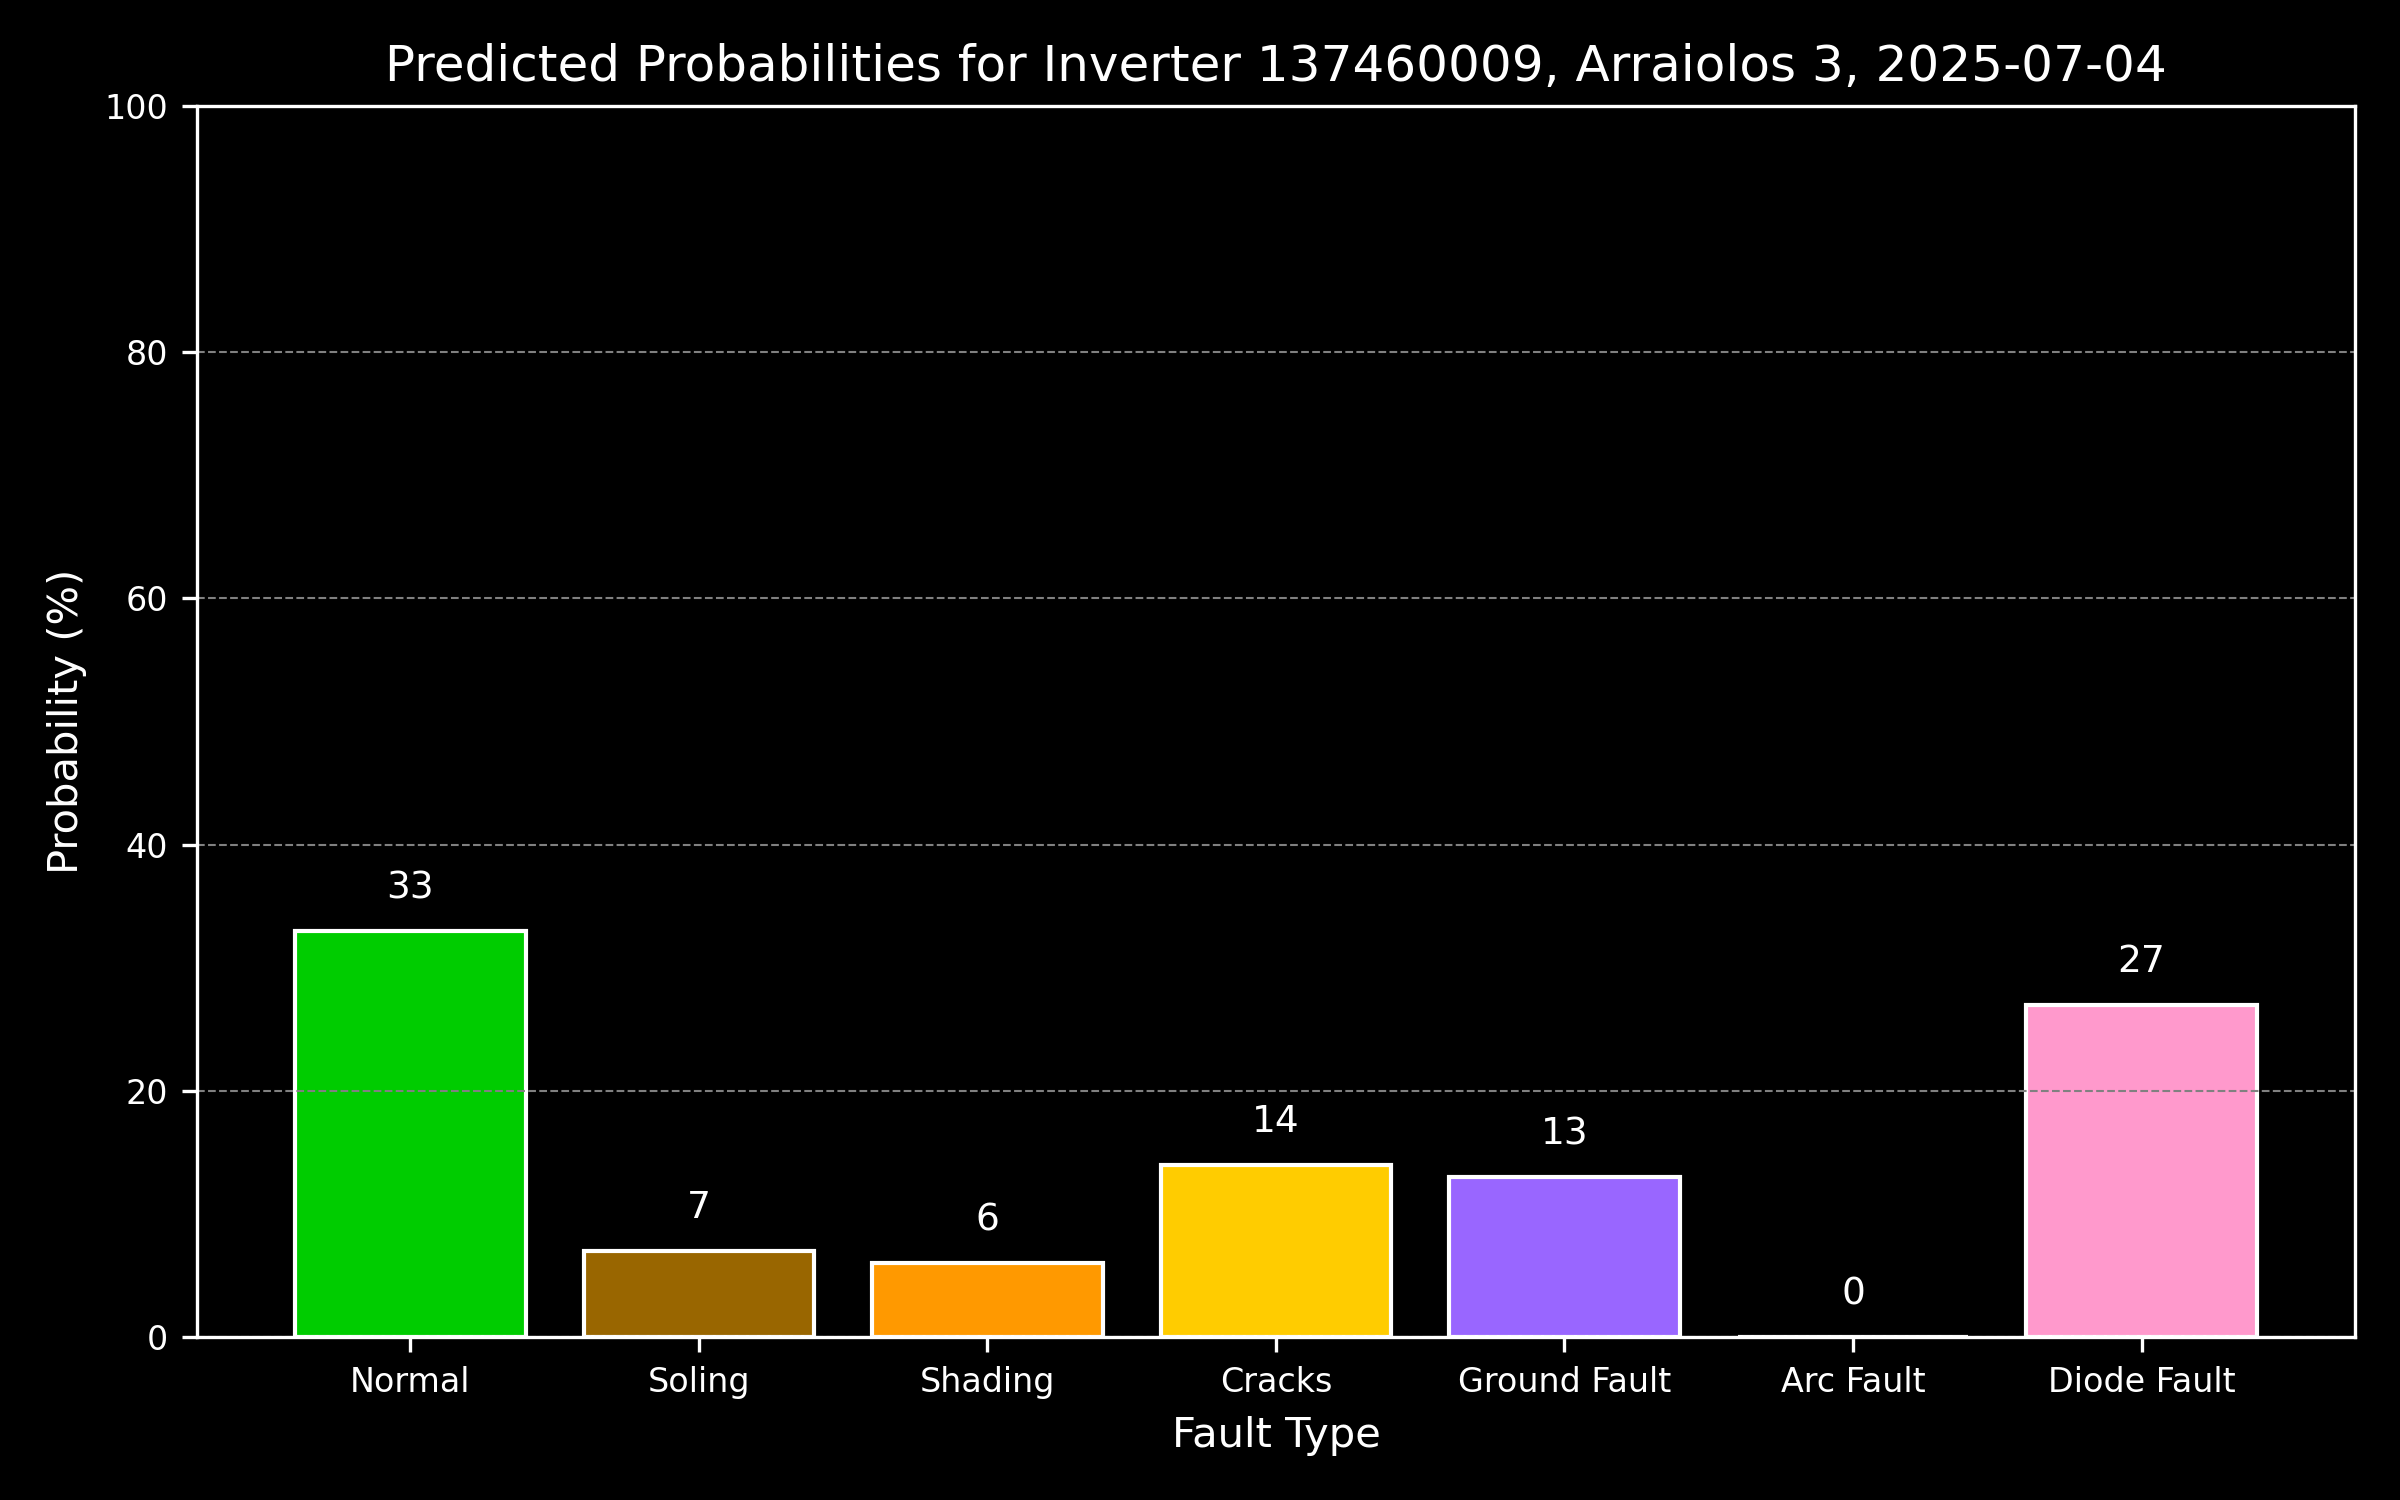 Predicted Probabilities for Inverter 137460009, Arraiolos 3, 2025-07-04
Probability (%)
100
80
60
40
20
0
33
7
6
14
13
0
27
Normal
Soling
Shading
Cracks
Ground Fault
Arc Fault
Diode Fault
Fault Type